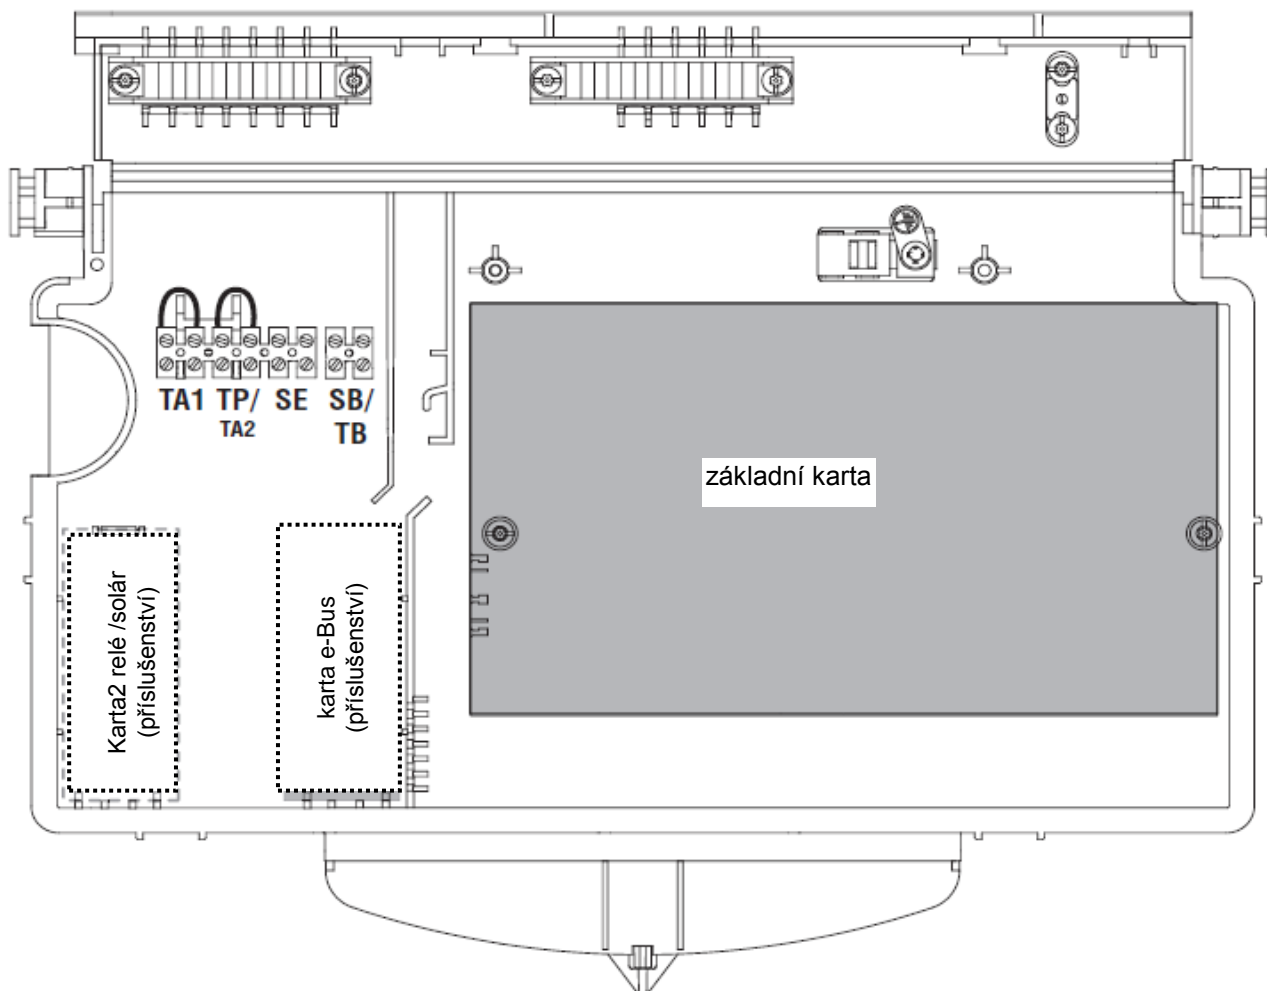 TA1 TP/ SE SB/
TA2 TB
základní karta
Karta2 relé /solár
(příslušenství)
karta e-Bus
(příslušenství)